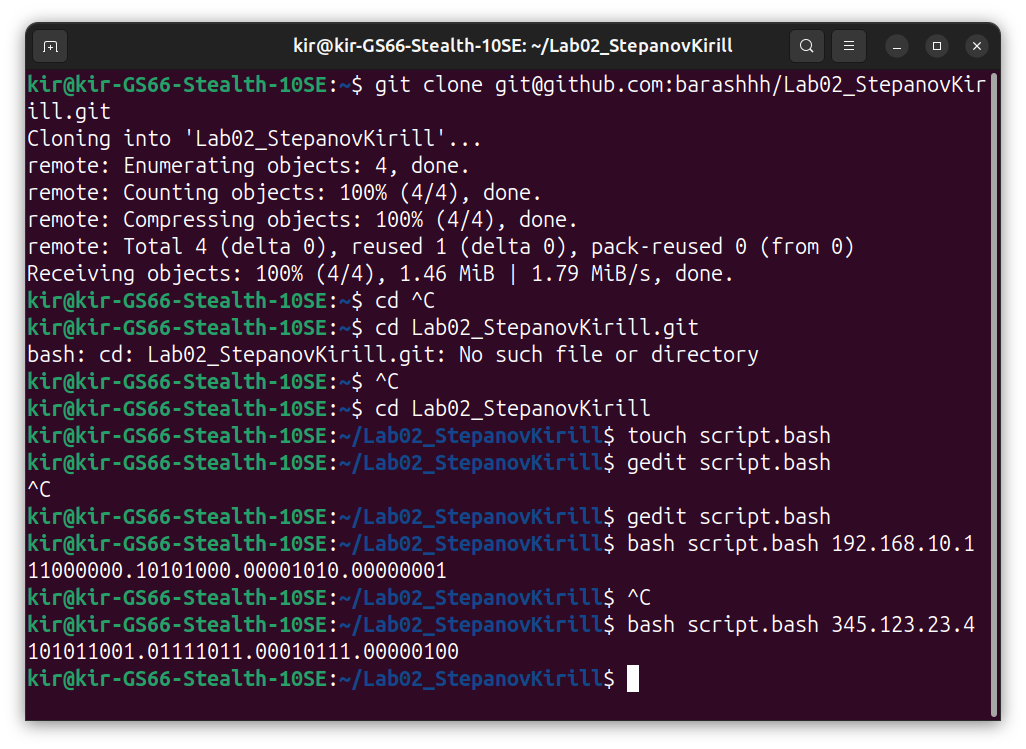 kir@kir-GS66-Stealth-10SE: ~/Lab02_StepanovKirill
kir@kir-GS66-Stealth-10SE:~$ git clone git@github.com:barashhh/Lab02_StepanovKir
ill.git
Cloning into 'Lab02_StepanovKirill'...
remote: Enumerating objects: 4, done.
remote: Counting objects: 100% (4/4), done.
remote: Compressing objects: 100% (4/4), done.
remote: Total 4 (delta 0), reused 1 (delta 0), pack-reused 0 (from 0)
Receiving objects: 100% (4/4), 1.46 MiB | 1.79 MiB/s, done.
kir@kir-GS66-Stealth-10SE:~$ cd ^C
kir@kir-GS66-Stealth-10SE:~$ cd Lab02_StepanovKirill.git
bash: cd: Lab02_StepanovKirill.git: No such file or directory
kir@kir-GS66-Stealth-10SE:~$ ^C
kir@kir-GS66-Stealth-10SE:~$ cd Lab02_StepanovKirill
kir@kir-GS66-Stealth-10SE:~/Lab02_StepanovKirill$ touch script.bash
kir@kir-GS66-Stealth-10SE:~/Lab02_StepanovKirill$ gedit script.bash
^C
kir@kir-GS66-Stealth-10SE:~/Lab02_StepanovKirill$ gedit script.bash
kir@kir-GS66-Stealth-10SE:~/Lab02_StepanovKirill$ bash script.bash 192.168.10.1
11000000.10101000.00001010.00000001
kir@kir-GS66-Stealth-10SE:~/Lab02_StepanovKirill$ ^C
kir@kir-GS66-Stealth-10SE:~/Lab02_StepanovKirill$ bash script.bash 345.123.23.4
101011001.01111011.00010111.00000100
kir@kir-GS66-Stealth-10SE:~/Lab02_StepanovKirill$